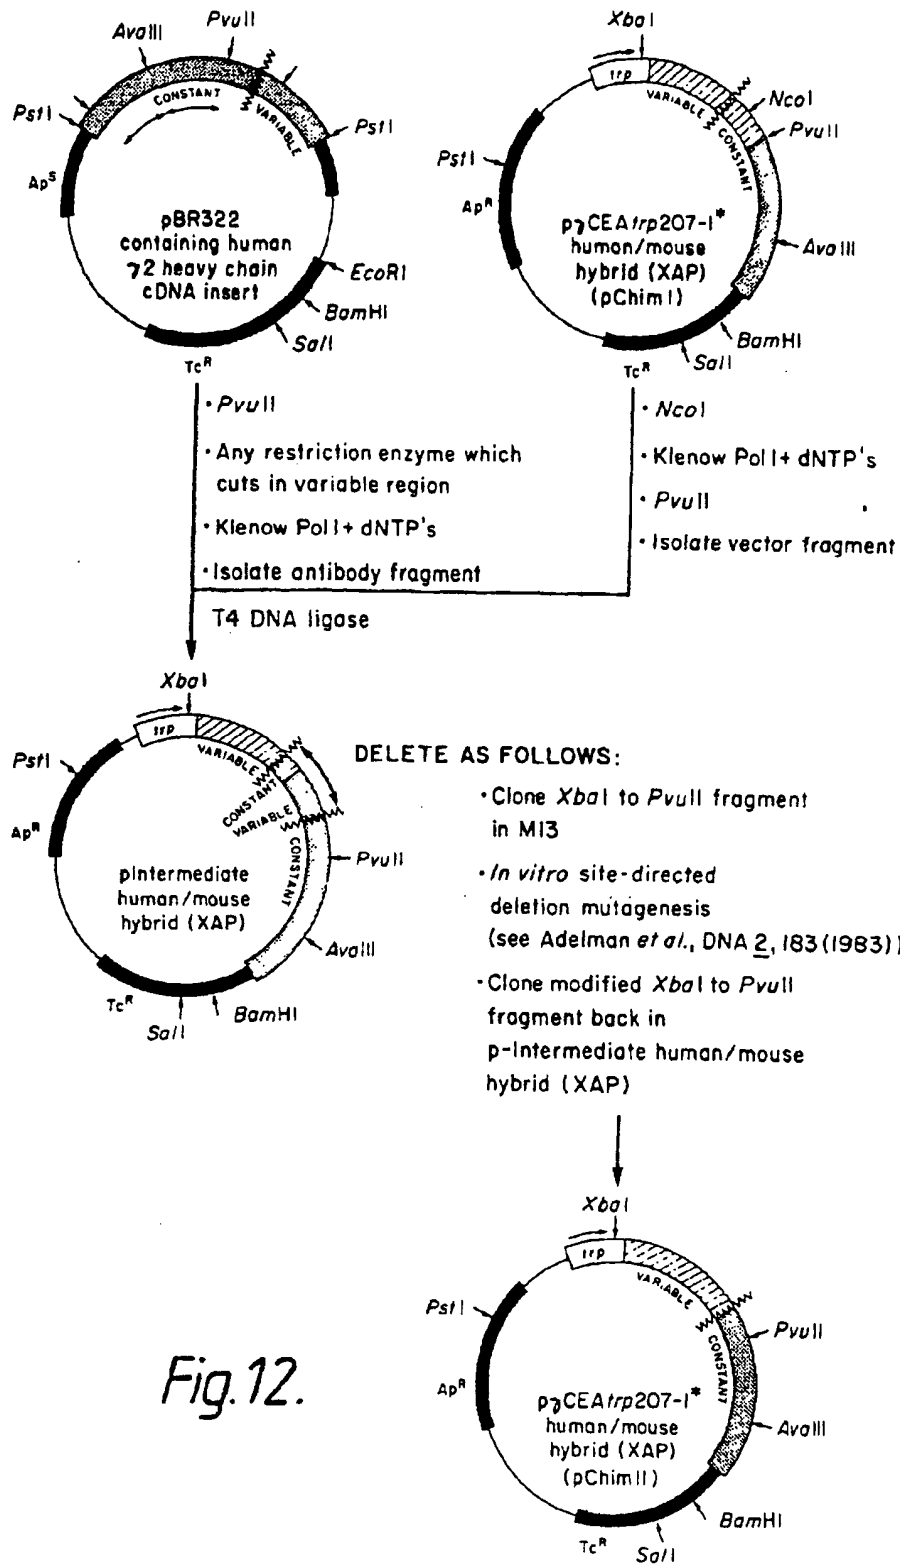 PvuII
AvaIII
PstI
CONSTANT
VARIABLE
PstI
Ap^S
pBR322
containing human
γ2 heavy chain
cDNA insert
EcoRI
BamHI
SalI
Tc^R
XbaI
trp
VARIABLE
NcoI
CONSTANT
PvuII
PstI
Ap^R
pγCEAtrp207-1*
human/mouse
hybrid (XAP)
(pChim1)
AvaIII
BamHI
SalI
Tc^R
· PvuII
· Any restriction enzyme which
cuts in variable region
· Klenow Pol I + dNTP's
· Isolate antibody fragment
· NcoI
· Klenow Pol I + dNTP's
· PvuII
· Isolate vector fragment
T4 DNA ligase
XbaI
trp
VARIABLE
CONSTANT
VARIABLE
CONSTANT
PstI
Ap^R
pIntermediate
human/mouse
hybrid (XAP)
PvuII
AvaIII
BamHI
SalI
Tc^R
DELETE AS FOLLOWS:
· Clone XbaI to PvuII fragment
in M13
· In vitro site-directed
deletion mutagenesis
(see Adelman et al., DNA 2, 183 (1983))
· Clone modified XbaI to PvuII
fragment back in
p-Intermediate human/mouse
hybrid (XAP)
XbaI
trp
VARIABLE
CONSTANT
PstI
Ap^R
PvuII
pγCEAtrp207-1*
human/mouse
hybrid (XAP)
(pChimII)
AvaIII
BamHI
SalI
Tc^R
Fig.12.